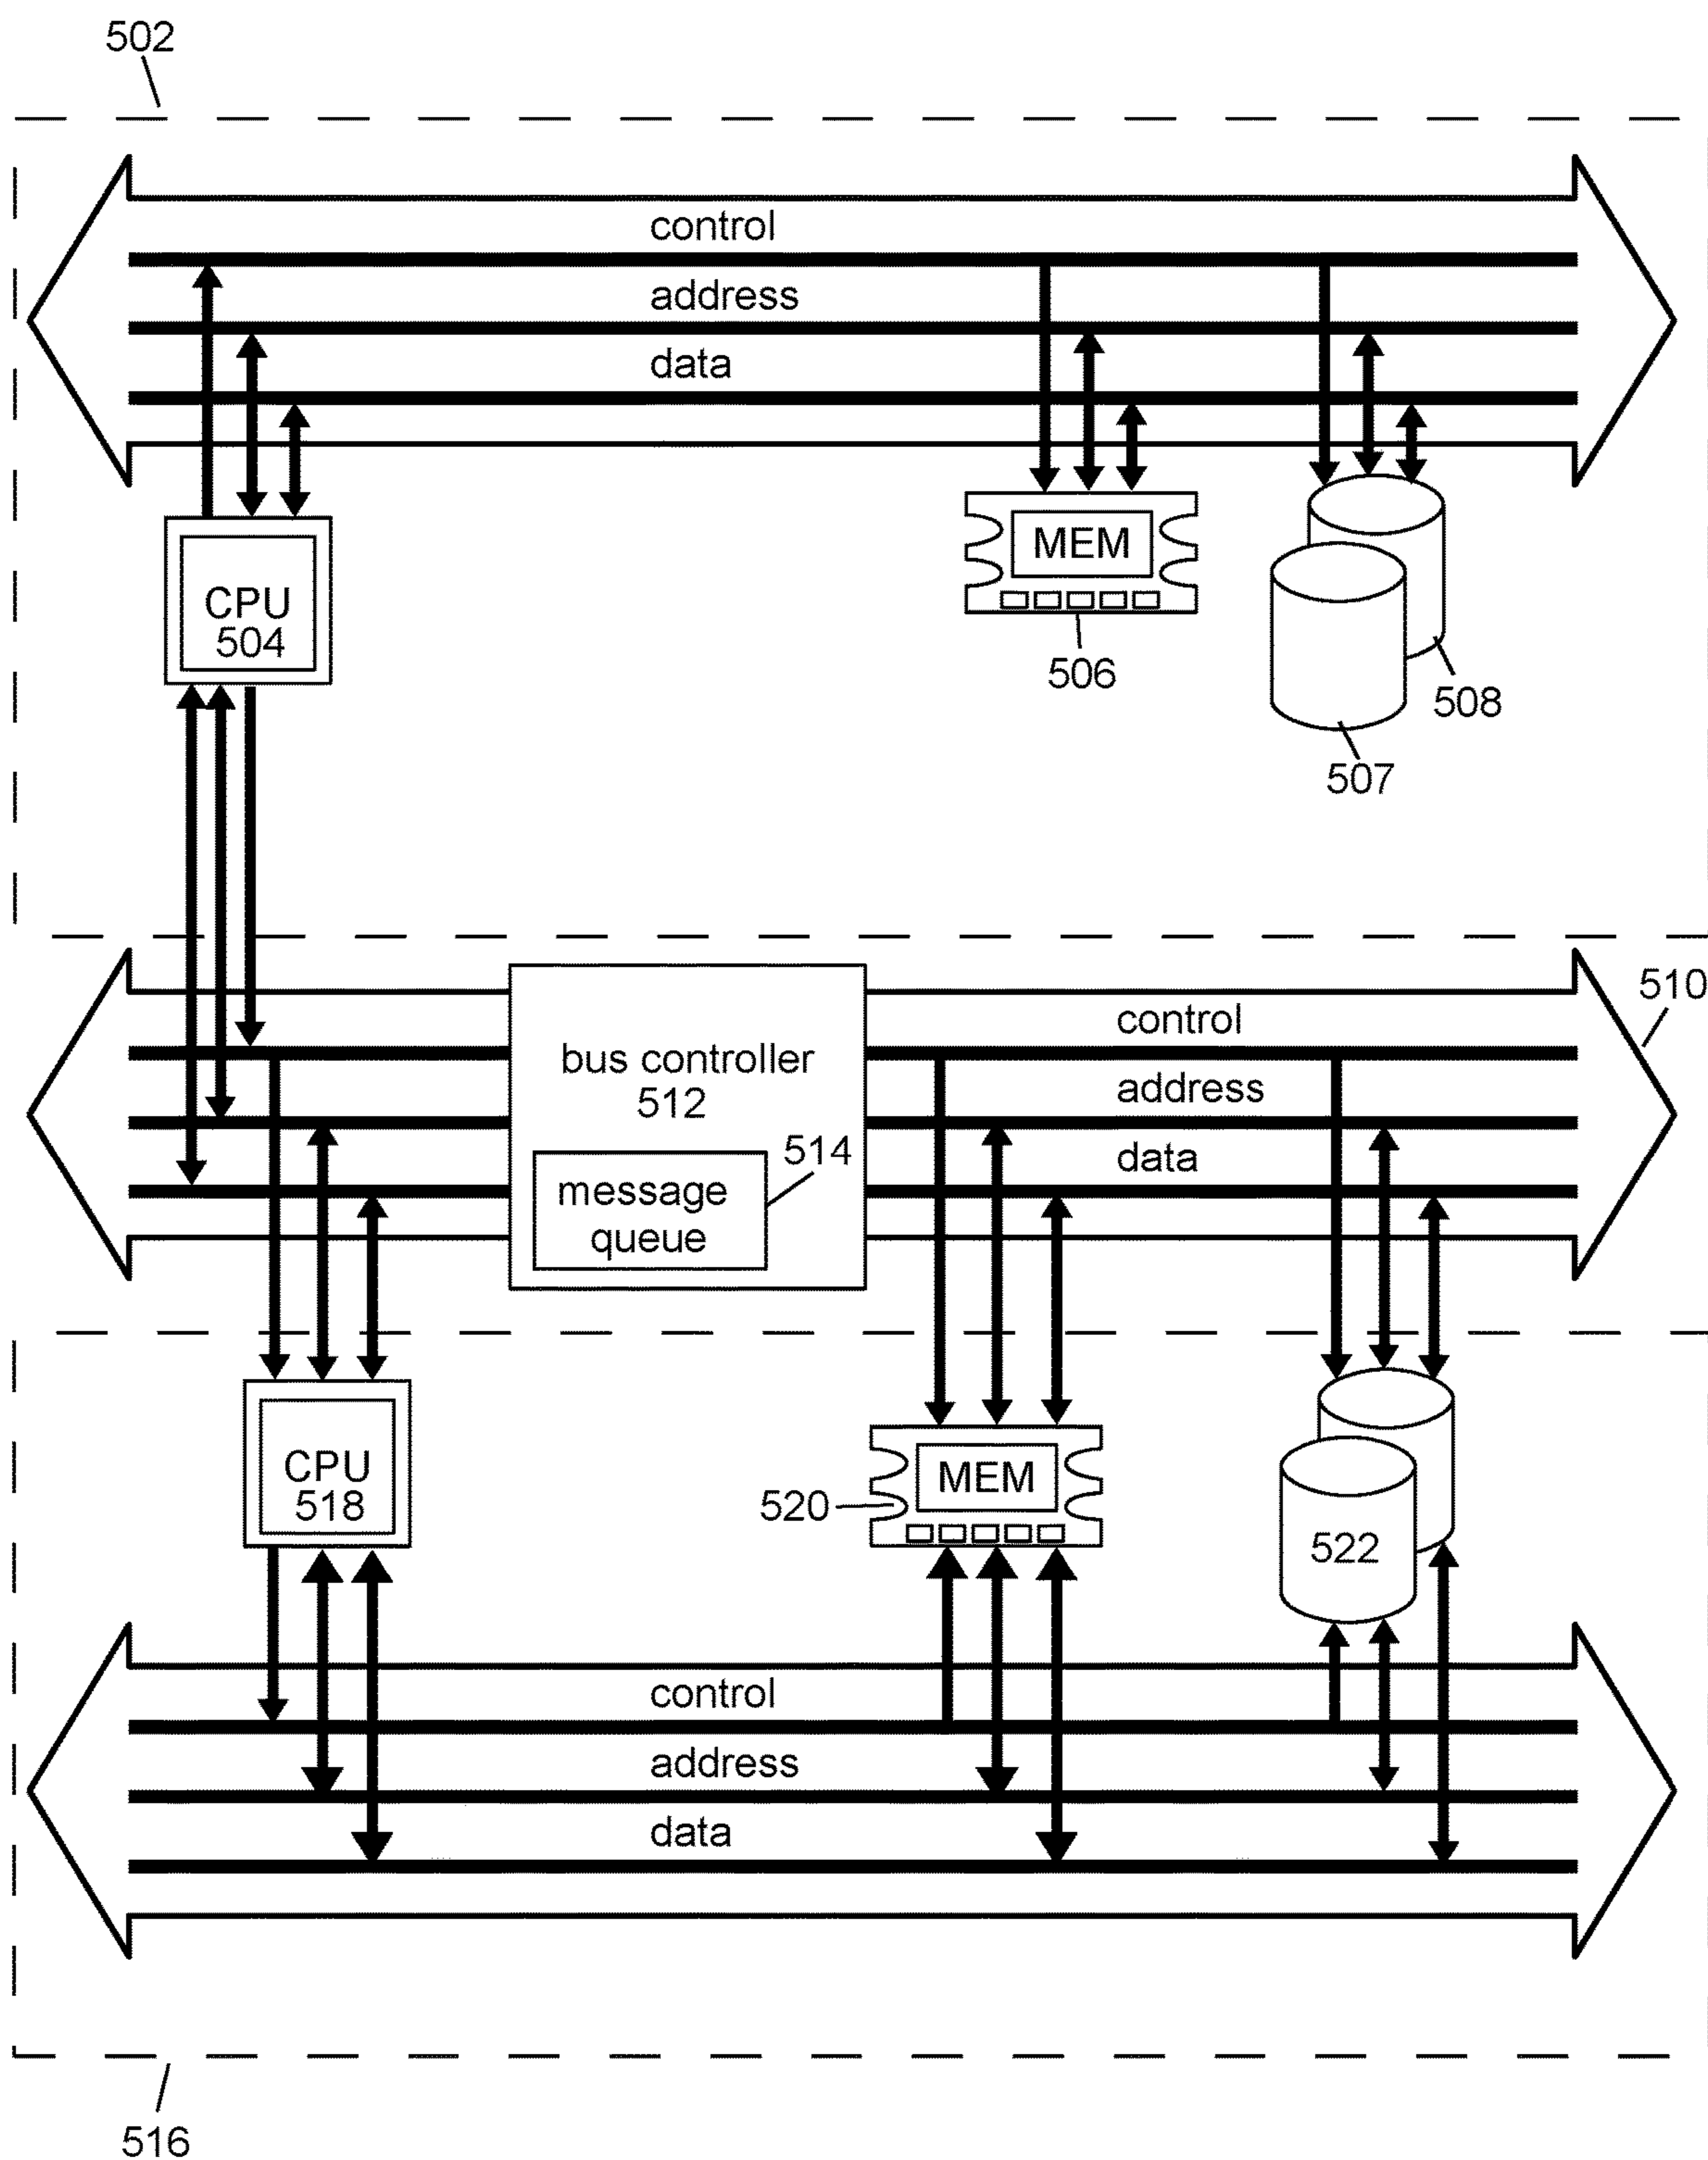 502
control
address
data
CPU
504
MEM
506
508
507
510
control
bus controller
512
address
514
data
message
queue
CPU
518
MEM
520
522
control
address
data
516